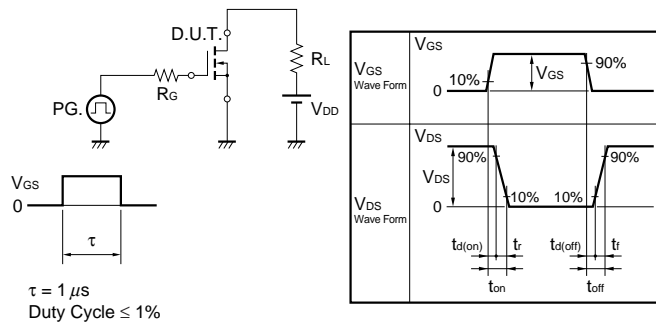 D.U.T.
RL
RG
PG.
VDD
VGS
0
τ
τ = 1 μs
Duty Cycle ≤ 1%
VGS
Wave Form
VGS
10%
VGS
90%
0
VDS
Wave Form
VDS
90%
90%
VDS
10%
10%
0
td(on)
tr
td(off)
tf
ton
toff